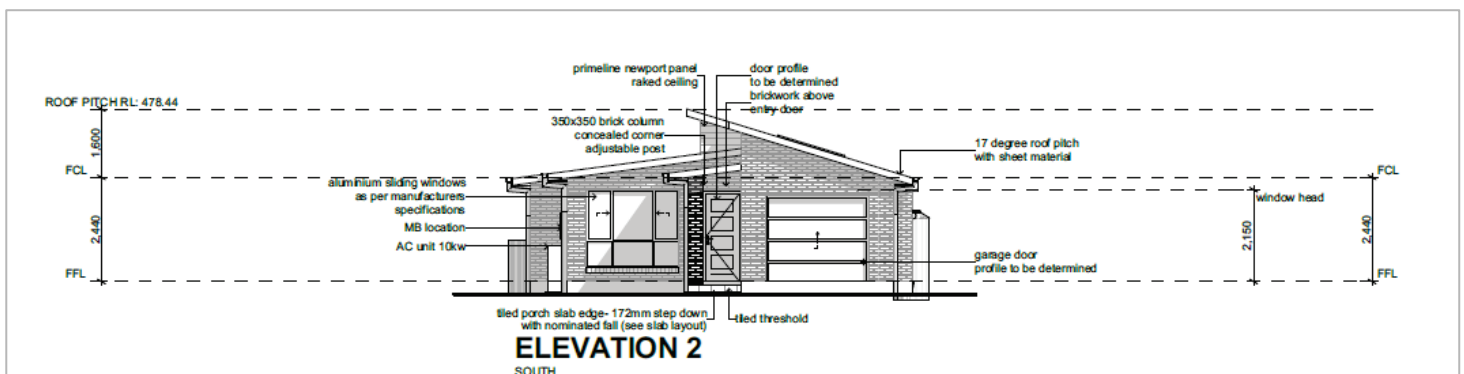 primeline newport panel
raked ceiling
door profile
to be determined
brickwork above
entry door
ROOF PITCH RL: 478.44
350x350 brick column
concealed corner
adjustable post
1,600
17 degree roof pitch
with sheet material
FCL
FCL
aluminium sliding windows
as per manufacturers
specifications
window head
MB location
2,440
2,150
2,440
AC unit 10kw
garage door
profile to be determined
FFL
FFL
tiled porch slab edge- 172mm step down
with nominated fall (see slab layout)
tiled threshold
ELEVATION 2
SOUTH